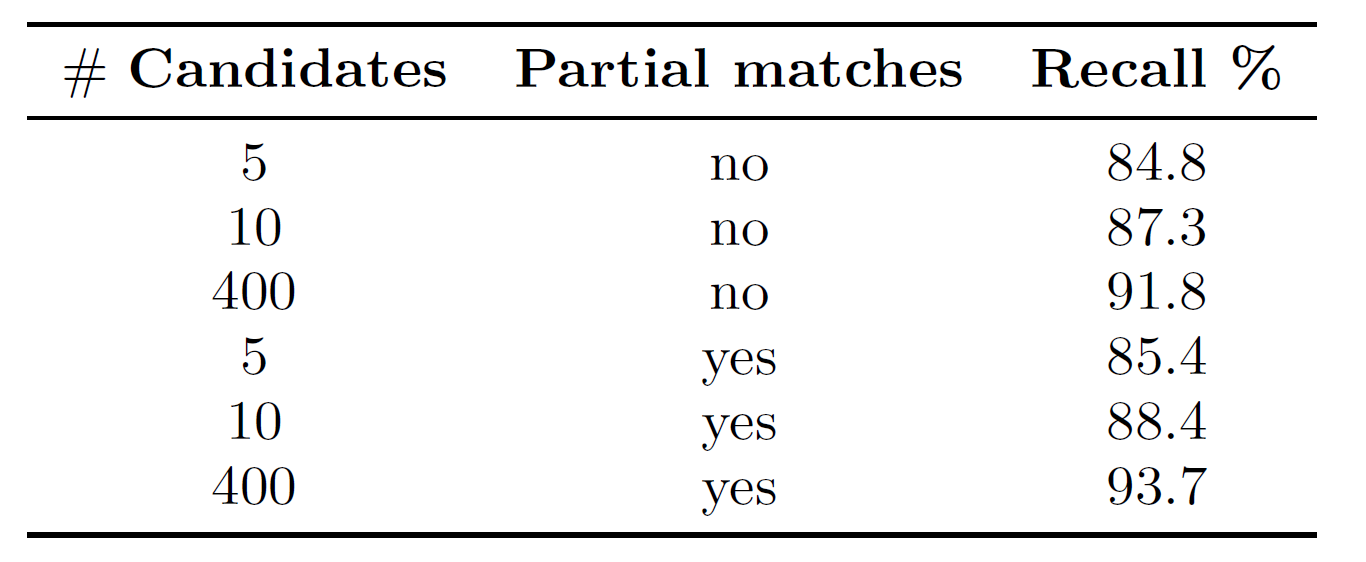 # Candidates Partial matches Recall %
5 no 84.8
10 no 87.3
400 no 91.8
5 yes 85.4
10 yes 88.4
400 yes 93.7